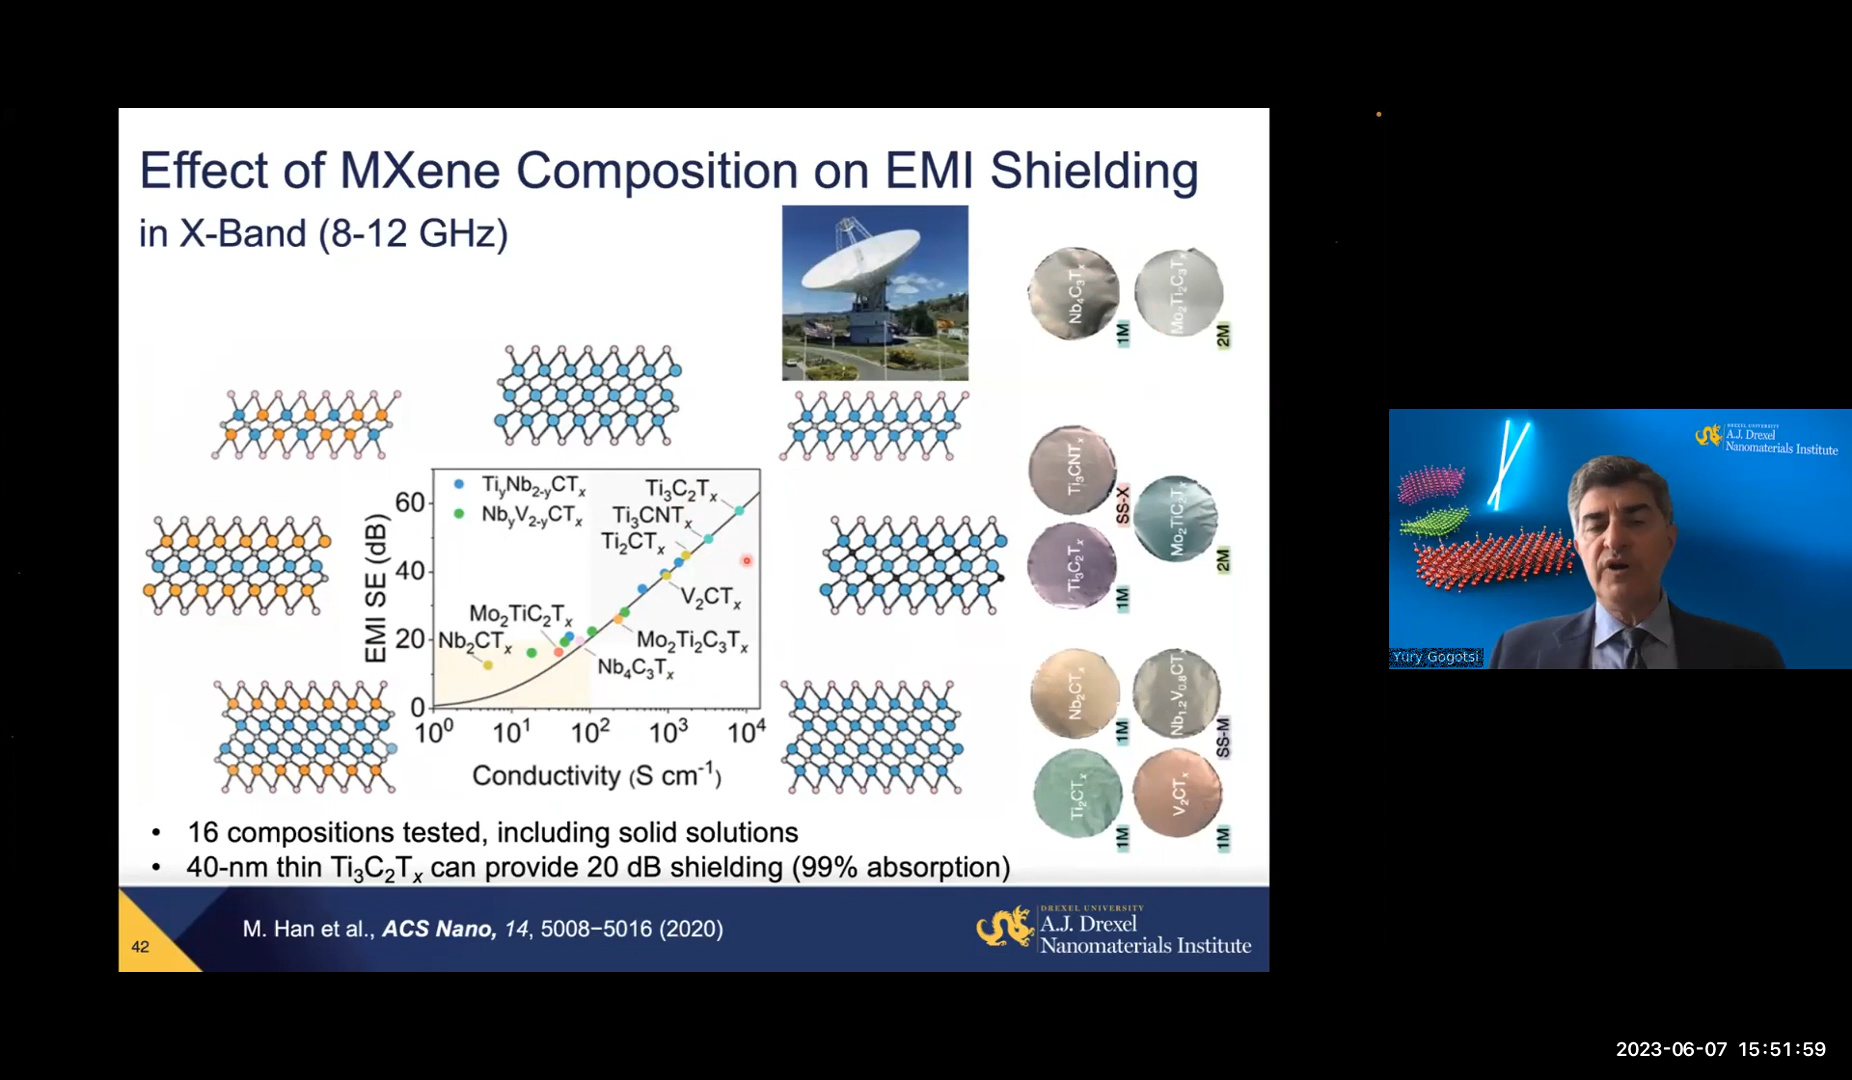 Effect of MXene Composition on EMI Shielding
in X-Band (8-12 GHz)
Nb₄C₃Tₓ
1M
Mo₂Ti₂C₃Tₓ
2M
Ti₃CNTₓ
SS-X
Mo₂TiC₂Tₓ
2M
Ti₃C₂Tₓ
1M
Nb₂CTₓ
1M
Nb₁.₂V₀.₈CTₓ
SS-M
Ti₂CTₓ
1M
V₂CTₓ
1M
EMI SE (dB)
60
40
20
0
TiyNb2-yCTₓ
NbyV2-yCTₓ
Ti₃C₂Tₓ
Ti₃CNTₓ
Ti₂CTₓ
V₂CTₓ
Mo₂TiC₂Tₓ
Nb₂CTₓ
Mo₂Ti₂C₃Tₓ
Nb₄C₃Tₓ
10⁰ 10¹ 10² 10³ 10⁴
Conductivity (S cm⁻¹)
• 16 compositions tested, including solid solutions
• 40-nm thin Ti₃C₂Tₓ can provide 20 dB shielding (99% absorption)
42
M. Han et al., ACS Nano, 14, 5008−5016 (2020)
DREXEL UNIVERSITY
A.J. Drexel
Nanomaterials Institute
DREXEL UNIVERSITY
A.J. Drexel
Nanomaterials Institute
Yury Gogotsi
2023-06-07 15:51:59